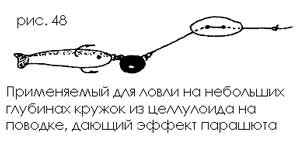 рис. 48
Применяемый для ловли на небольших
глубинах кружок из целлулоида на
поводке, дающий эффект парашюта